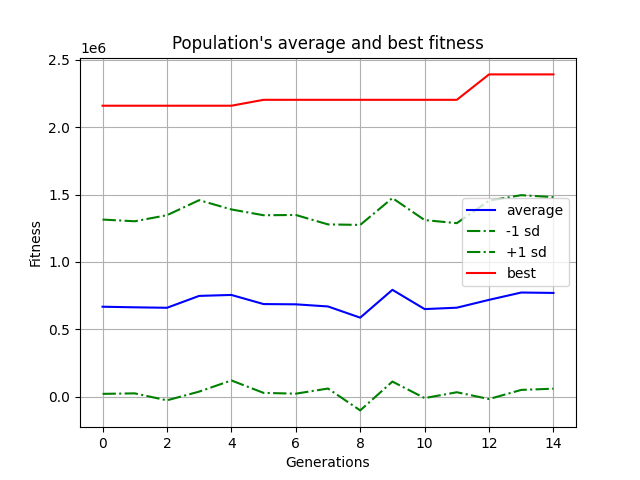 Population's average and best fitness
1e6
2.5
2.0
1.5
1.0
0.5
0.0
Fitness
average
-1 sd
+1 sd
best
0 2 4 6 8 10 12 14
Generations